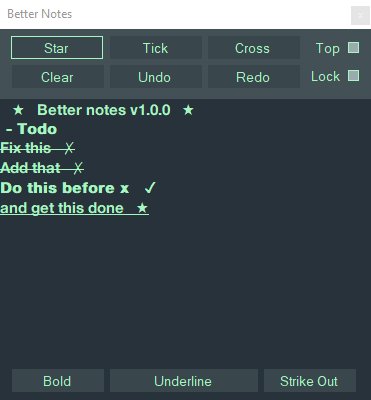 Better Notes x
Star Tick Cross Top
Clear Undo Redo Lock
★ Better notes v1.0.0 ★
- Todo
Fix this ╳
Add that ╳
Do this before x ✓
and get this done ★
Bold Underline Strike Out